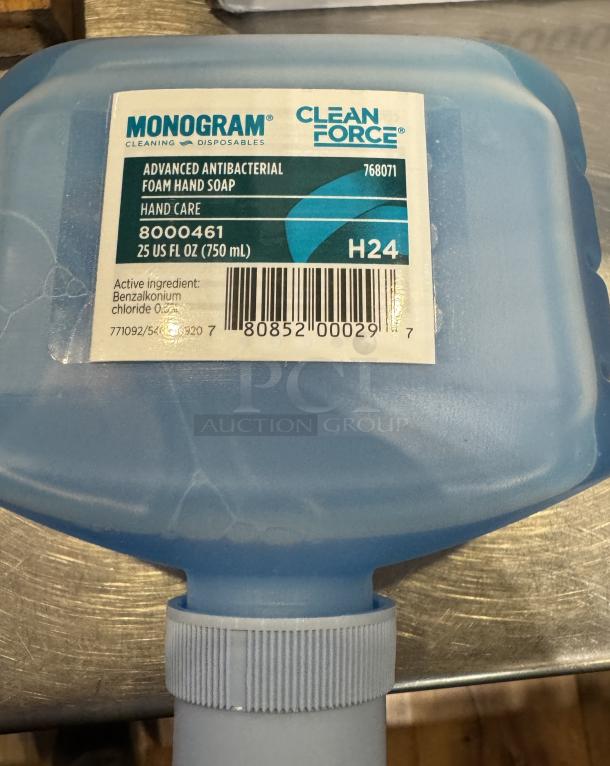 MONOGRAM®
CLEANING DISPOSABLES
CLEAN
FORCE®
ADVANCED ANTIBACTERIAL
FOAM HAND SOAP
768071
HAND CARE
8000461
25 US FL OZ (750 mL)
H24
Active ingredient:
Benzalkonium
chloride
7 80852 00029 7
PCI
AUCTION GROUP